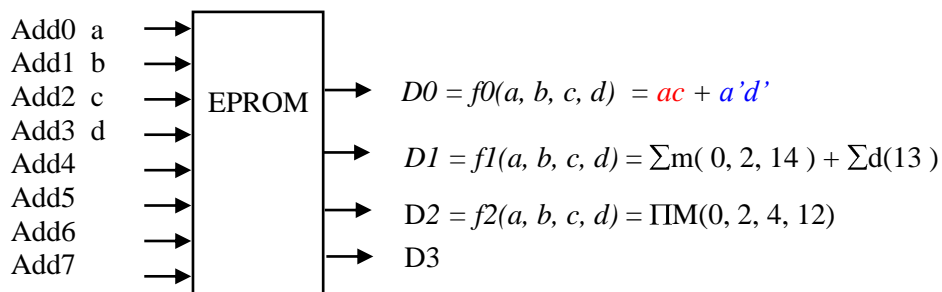 Add0 a
Add1 b
Add2 c
Add3 d
Add4
Add5
Add6
Add7
EPROM
D0 = f0(a, b, c, d) = ac + a’d’
D1 = f1(a, b, c, d) = ∑m( 0, 2, 14 ) + ∑d(13 )
D2 = f2(a, b, c, d) = ΠM(0, 2, 4, 12)
D3